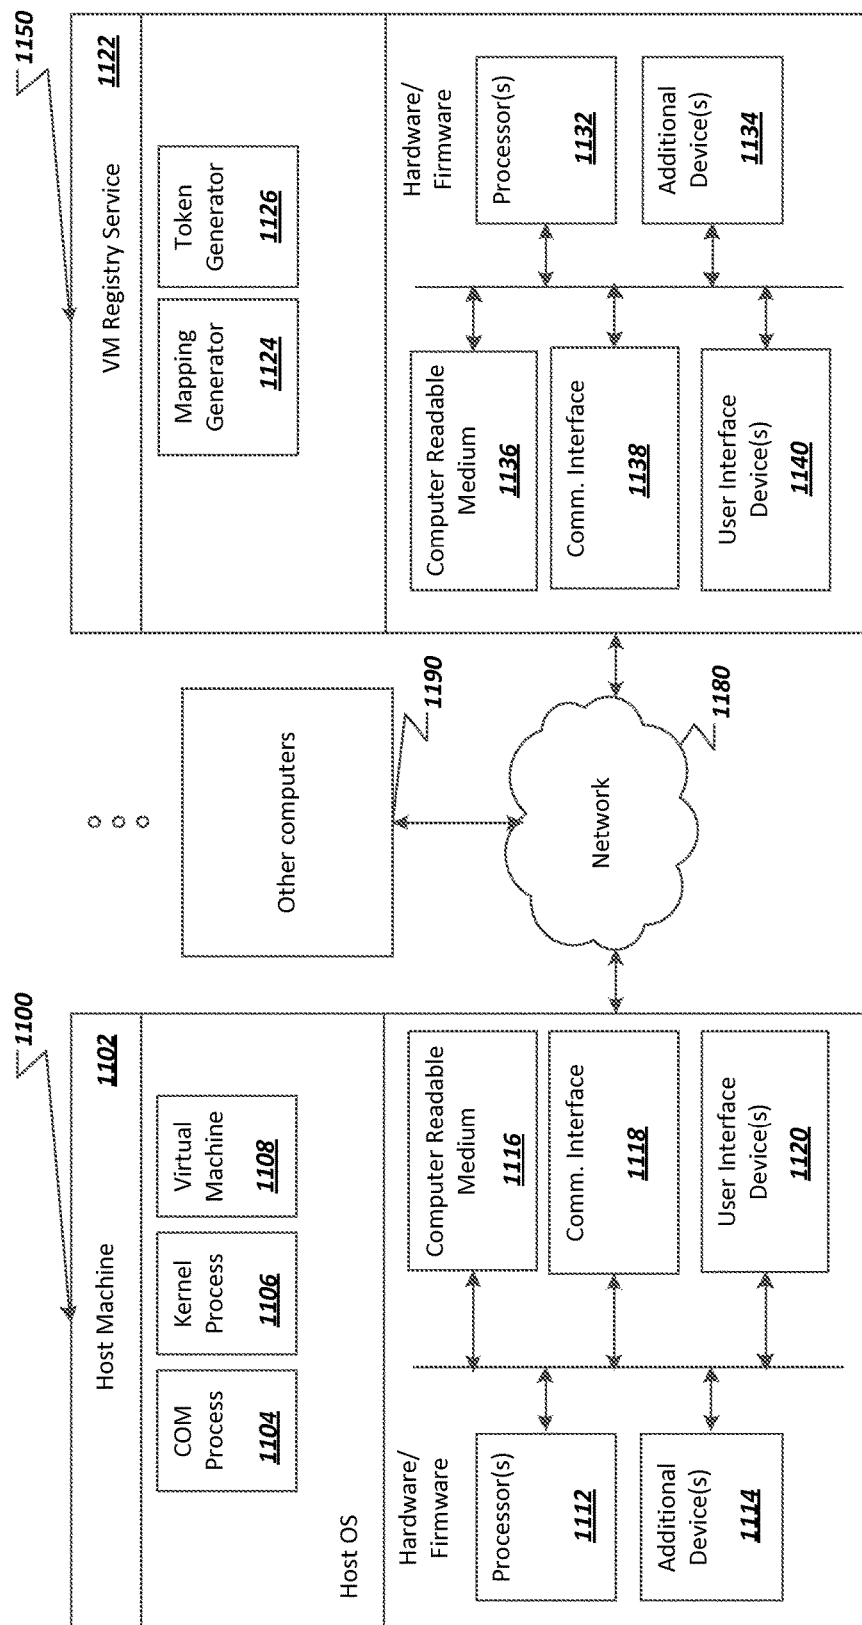 1100
Host Machine
1102
COM
Process
1104
Kernel
Process
1106
Virtual
Machine
1108
Host OS
Hardware/
Firmware
Processor(s)
1112
Additional
Device(s)
1114
Computer Readable
Medium
1116
Comm. Interface
1118
User Interface
Device(s)
1120
Other computers
1190
Network
1180
1150
VM Registry Service
1122
Mapping
Generator
1124
Token
Generator
1126
Hardware/
Firmware
Computer Readable
Medium
1136
Comm. Interface
1138
User Interface
Device(s)
1140
Processor(s)
1132
Additional
Device(s)
1134